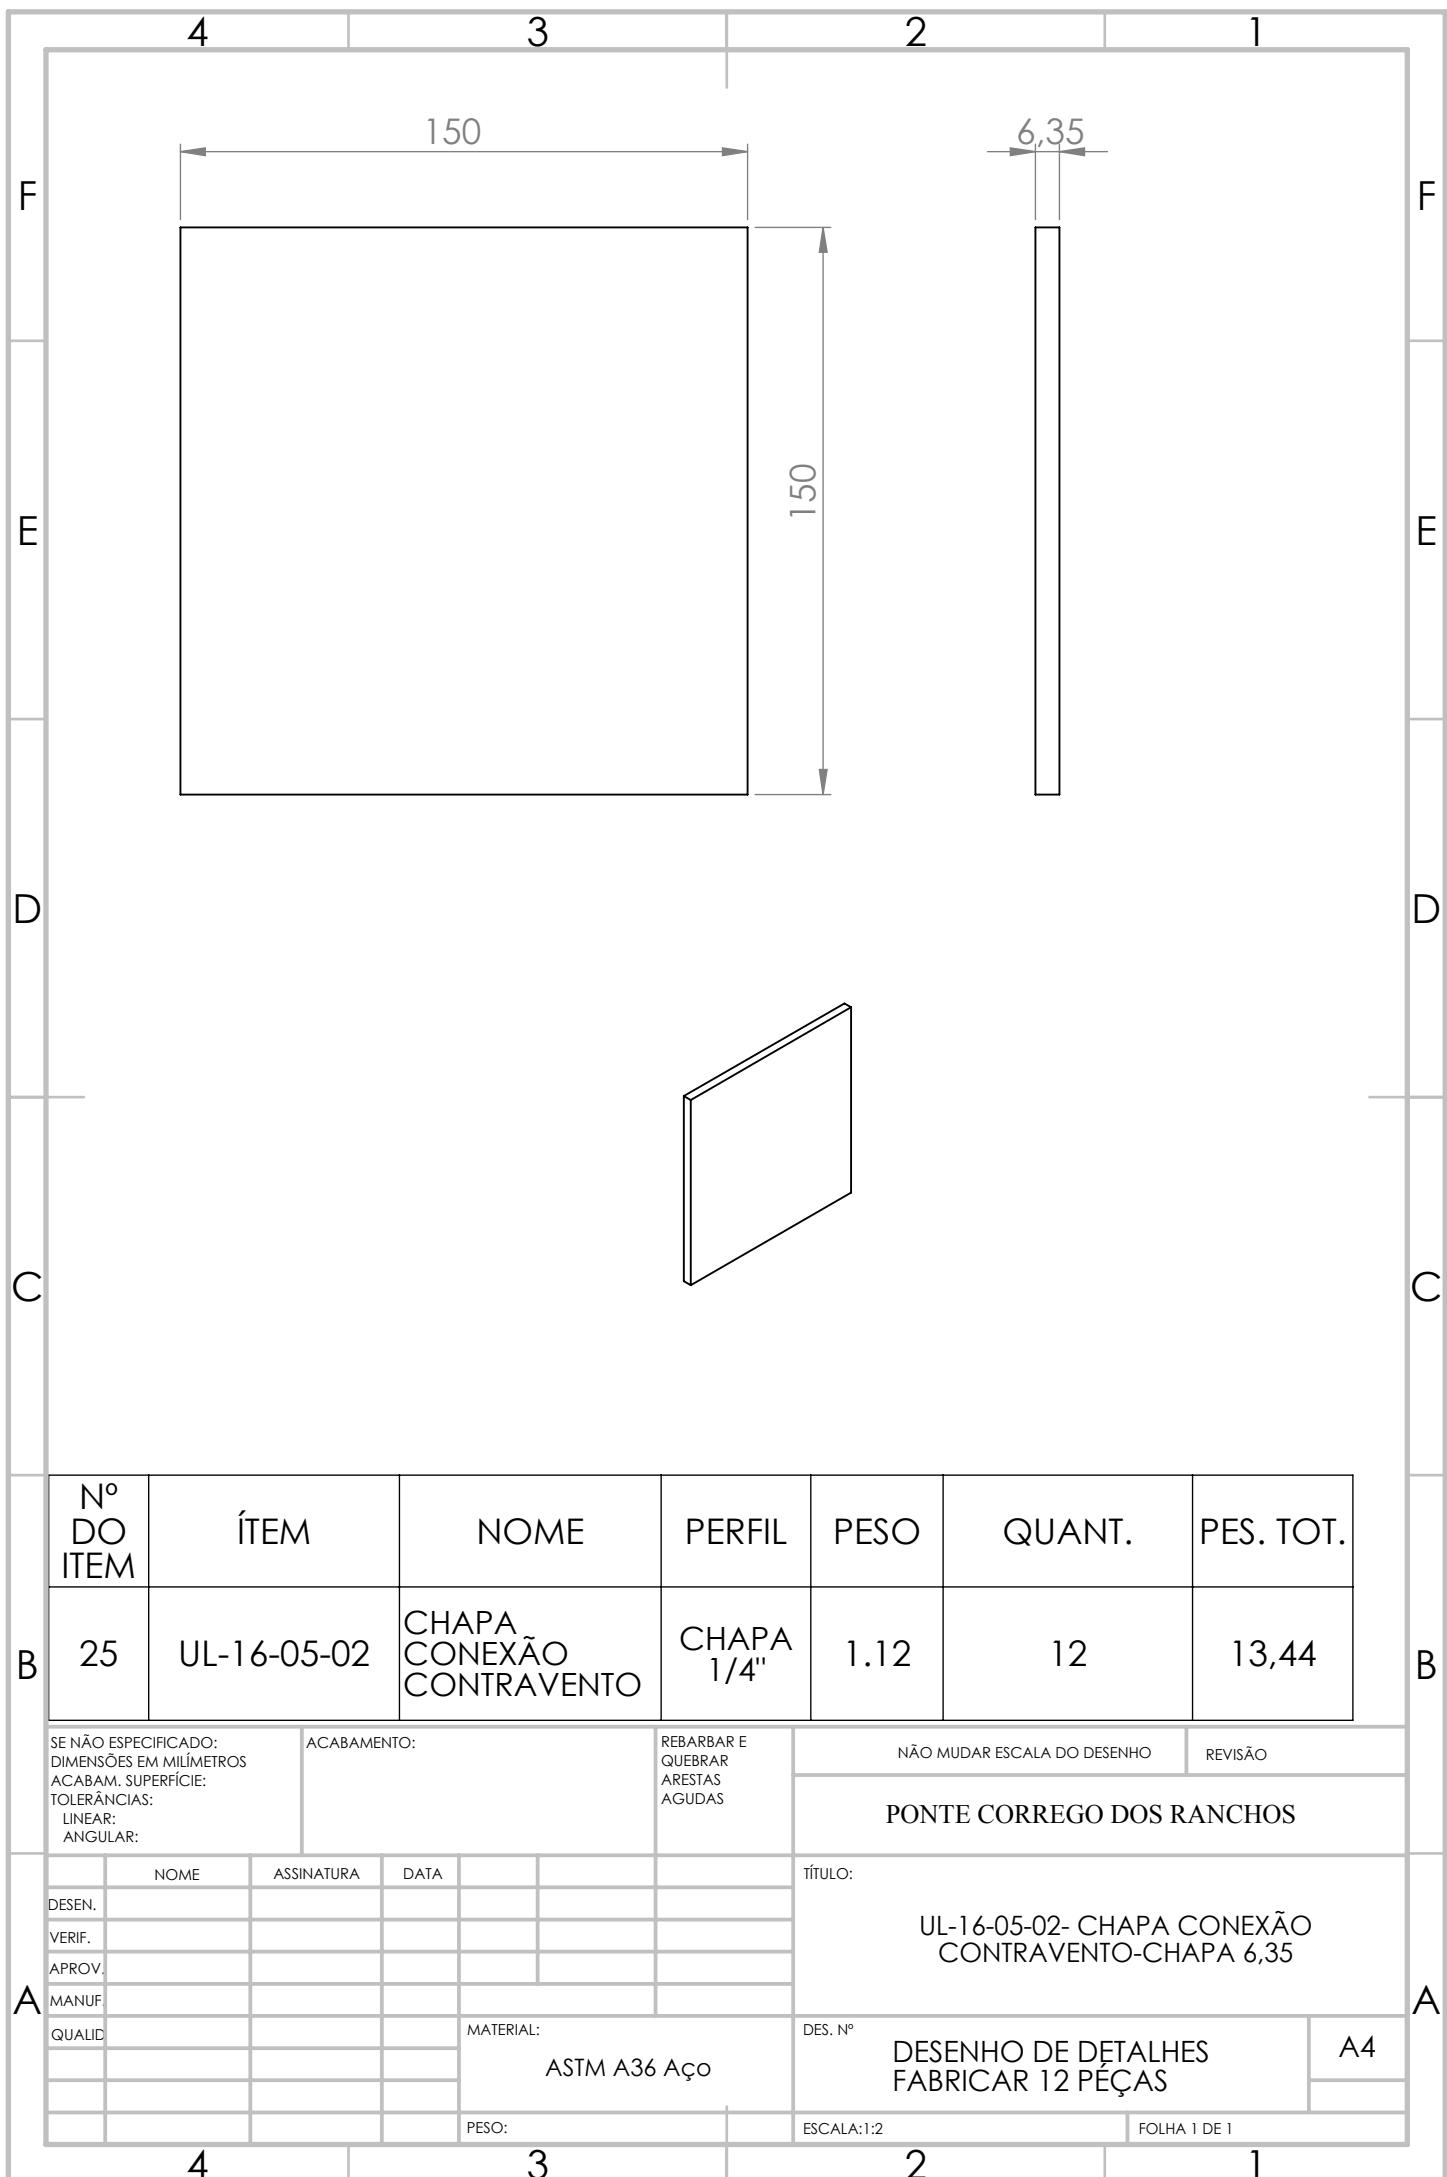 4 3 2 1
150
6,35
F F
150
E E
D D
C C
Nº
DO
ITEM
ÍTEM
NOME
PERFIL
PESO
QUANT.
PES. TOT.
25
UL-16-05-02
CHAPA
CONEXÃO
CONTRAVENTO
CHAPA
1/4"
1.12
12
13,44
B B
SE NÃO ESPECIFICADO:
DIMENSÕES EM MILÍMETROS
ACABAM. SUPERFÍCIE:
TOLERÂNCIAS:
LINEAR:
ANGULAR:
ACABAMENTO:
REBARBAR E
QUEBRAR
ARESTAS
AGUDAS
NÃO MUDAR ESCALA DO DESENHO
REVISÃO
PONTE CORREGO DOS RANCHOS
NOME
ASSINATURA
DATA
DESEN.
VERIF.
APROV.
MANUF.
QUALID
TÍTULO:
UL-16-05-02- CHAPA CONEXÃO
CONTRAVENTO-CHAPA 6,35
A A
MATERIAL:
ASTM A36 Aço
DES. Nº
DESENHO DE DETALHES
FABRICAR 12 PÉÇAS
A4
PESO:
ESCALA:1:2
FOLHA 1 DE 1
4 3 2 1